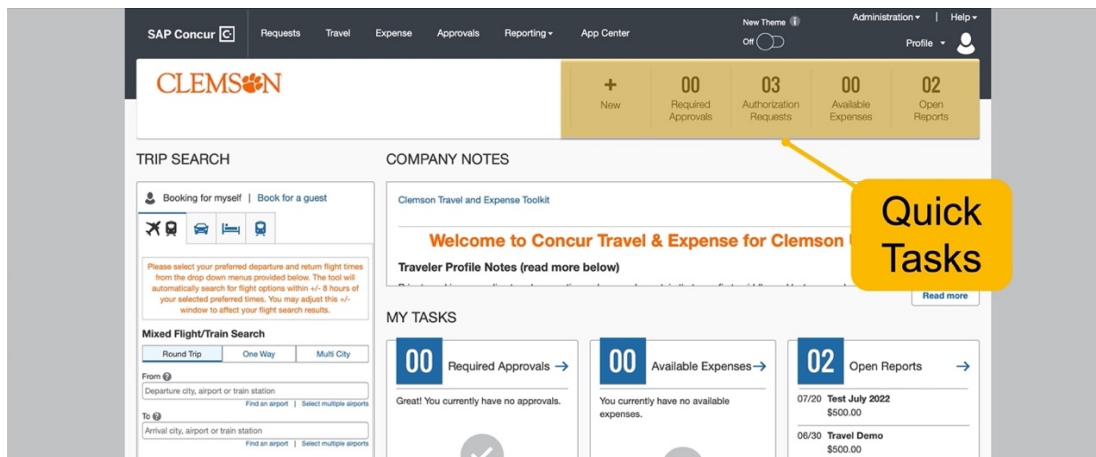 SAP Concur C
Requests
Travel
Expense
Approvals
Reporting
App Center
New Theme i
Off
Administration | Help
Profile
CLEMSON
+
New
00
Required
Approvals
03
Authorization
Requests
00
Available
Expenses
02
Open
Reports
Quick
Tasks
TRIP SEARCH
Booking for myself | Book for a guest
Please select your preferred departure and return flight times
from the drop down menus provided below. The tool will
automatically search for flight options within +/- 8 hours of
your selected preferred times. You may adjust this +/-
window to affect your flight search results.
Mixed Flight/Train Search
Round Trip
One Way
Multi City
From ?
Departure city, airport or train station
Find an airport | Select multiple airports
To ?
Arrival city, airport or train station
Find an airport | Select multiple airports
COMPANY NOTES
Clemson Travel and Expense Toolkit
Welcome to Concur Travel & Expense for Clemson
Traveler Profile Notes (read more below)
Read more
MY TASKS
00 Required Approvals →
Great! You currently have no approvals.
00 Available Expenses →
You currently have no available
expenses.
02 Open Reports →
07/20 Test July 2022
$500.00
06/30 Travel Demo
$500.00